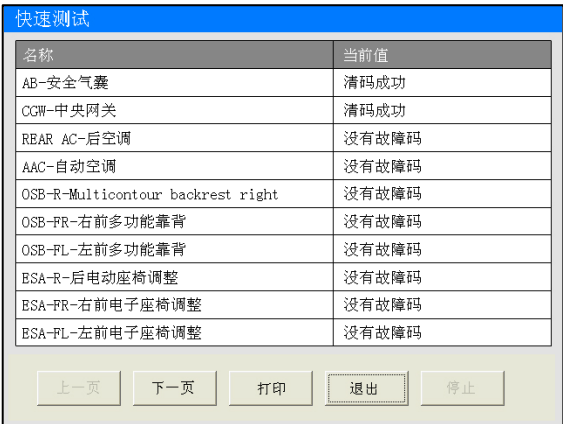 快速测试
名称 当前值
AB-安全气囊 清码成功
CGW-中央网关 清码成功
REAR AC-后空调 没有故障码
AAC-自动空调 没有故障码
OSB-R-Multicontour backrest right 没有故障码
OSB-FR-右前多功能靠背 没有故障码
OSB-FL-左前多功能靠背 没有故障码
ESA-R-后电动座椅调整 没有故障码
ESA-FR-右前电子座椅调整 没有故障码
ESA-FL-左前电子座椅调整 没有故障码
上一页 下一页 打印 退出 停止